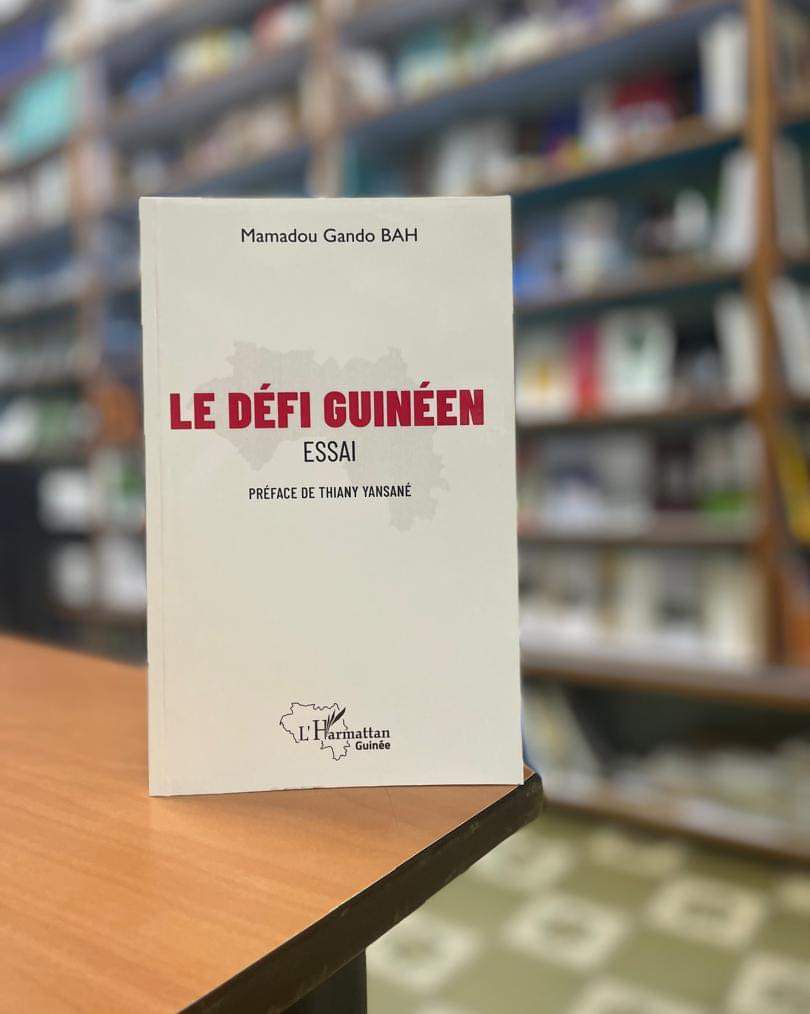 Mamadou Gando BAH
LE DÉFI GUINÉEN
ESSAI
PRÉFACE DE THIANY YANSANÉ
L'Harmattan
Guinée